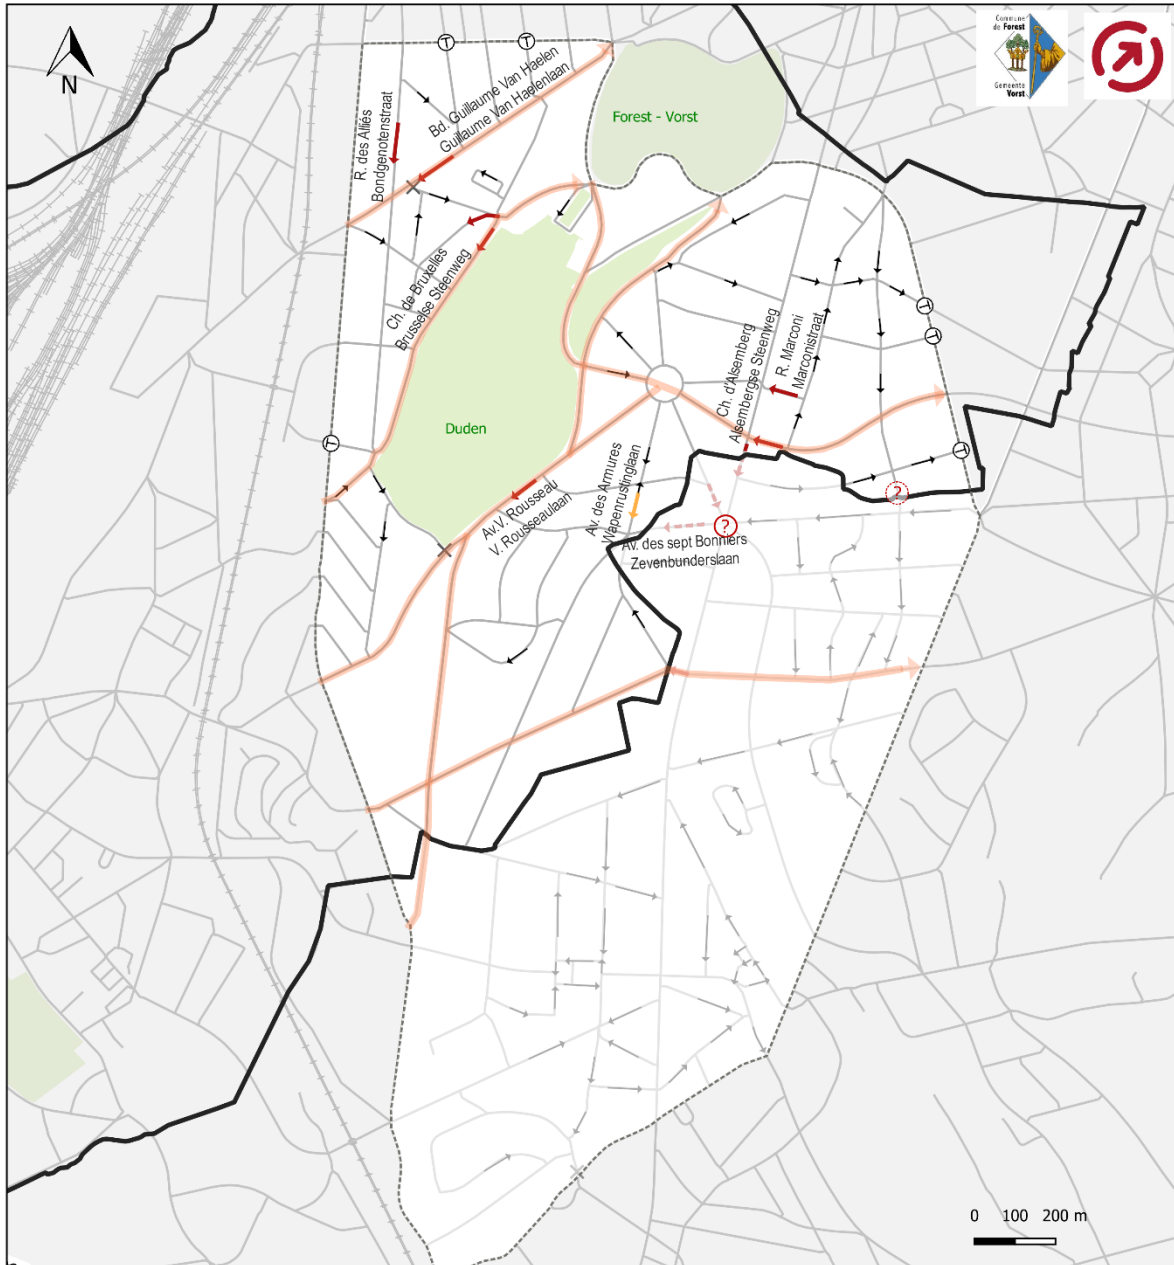 N
Commune
de Forest
Gemeente
Vorst
T
T
Bd. Guillaume Van Haelen
Guillaume Van Haelenlaan
Forest - Vorst
R. des Allies
Bondgenotenstraat
Ch. de Bruxelles
Brusselse Steenweg
Ch. d'Alsemberg
Alsembergse Steenweg
R. Marconi
Marconistraat
T
T
Duden
T
T
Av.V. Rousseau
V. Rousseaulaan
Av. des Armures
Wapenrustinglaan
?
?
Av. des sept Bonniers
Zevenbunderslaan
0 100 200 m